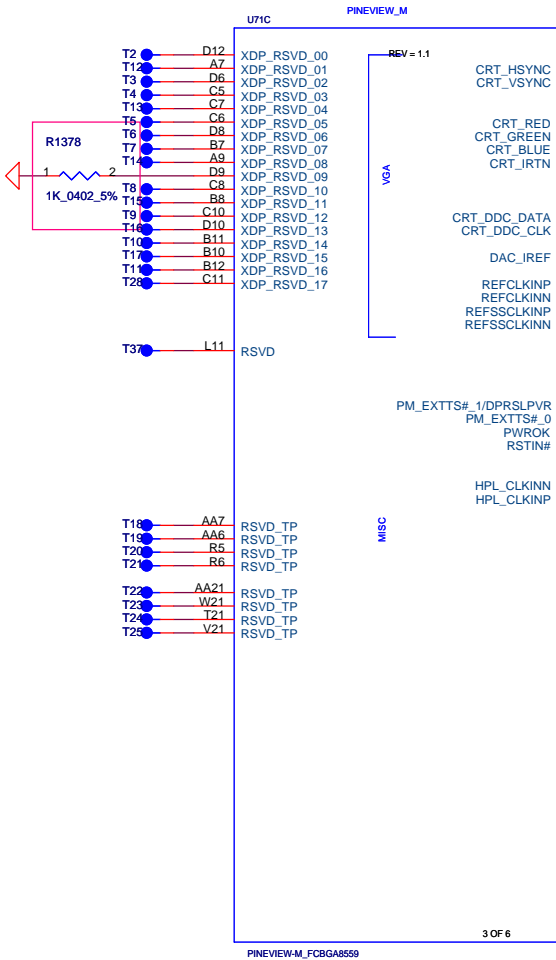 PINEVIEW_M
U71C
REV = 1.1
T2 D12 XDP_RSVD_00
T12 A7 XDP_RSVD_01 CRT_HSYNC
T3 D6 XDP_RSVD_02 CRT_VSYNC
T4 C5 XDP_RSVD_03
T13 C7 XDP_RSVD_04
T5 C6 XDP_RSVD_05 CRT_RED
T6 D8 XDP_RSVD_06 CRT_GREEN
R1378
T7 B7 XDP_RSVD_07 CRT_BLUE
T14 A9 XDP_RSVD_08 CRT_IRTN
1 2 D9 XDP_RSVD_09
VGA
T8 C8 XDP_RSVD_10
1K_0402_5%
T15 B8 XDP_RSVD_11
T9 C10 XDP_RSVD_12 CRT_DDC_DATA
T16 D10 XDP_RSVD_13 CRT_DDC_CLK
T10 B11 XDP_RSVD_14
T17 B10 XDP_RSVD_15 DAC_IREF
T11 B12 XDP_RSVD_16
T28 C11 XDP_RSVD_17 REFCLKINP
REFCLKINN
REFSSCLKINP
REFSSCLKINN
T37 L11 RSVD
PM_EXTTS#_1/DPRSLPVR
PM_EXTTS#_0
PWROK
RSTIN#
HPL_CLKINN
HPL_CLKINP
MISC
T18 AA7 RSVD_TP
T19 AA6 RSVD_TP
T20 R5 RSVD_TP
T21 R6 RSVD_TP
T22 AA21 RSVD_TP
T23 W21 RSVD_TP
T24 T21 RSVD_TP
T25 V21 RSVD_TP
3 OF 6
PINEVIEW-M_FCBGA8559